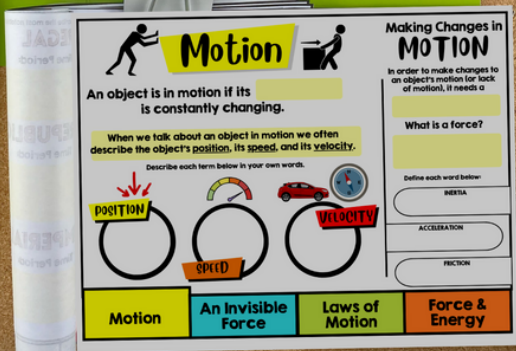 Motion
An object is in motion if its
is constantly changing.
When we talk about an object in motion we often
describe the object's position, its speed, and its velocity.
Describe each term below in your own words.
POSITION
SPEED
VELOCITY
Making Changes in
MOTION
In order to make changes to
an object's motion (or lack
of motion), it needs a
What is a force?
Define each word below:
INERTIA
ACCELERATION
FRICTION
Motion
An Invisible
Force
Laws of
Motion
Force &
Energy